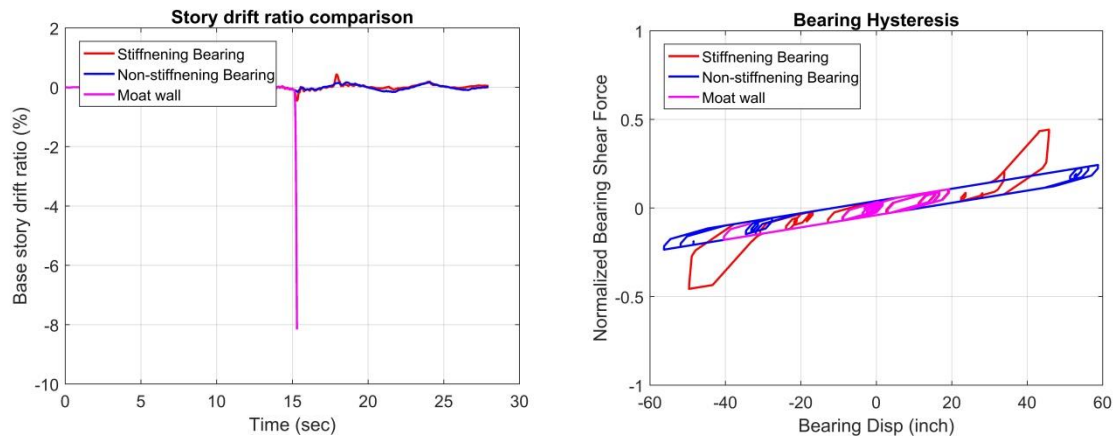 Story drift ratio comparison
Stiffnening Bearing
Non-stiffnening Bearing
Moat wall
Base story drift ratio (%)
2
0
-2
-4
-6
-8
-10
0 5 10 15 20 25 30
Time (sec)
Bearing Hysteresis
Stiffnening Bearing
Non-stiffnening Bearing
Moat wall
Normalized Bearing Shear Force
1
0.5
0
-0.5
-1
-60 -40 -20 0 20 40 60
Bearing Disp (inch)